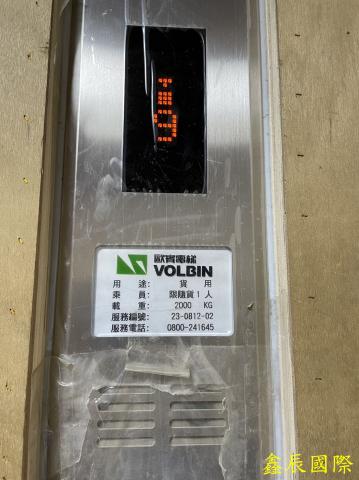 歐賓電梯
VOLBIN
用　途:　貨　用
乘　員:　限隨貨1人
載　重:　2000　KG
服務編號:　23-0812-02
服務電話:　0800-241645
鑫辰國際